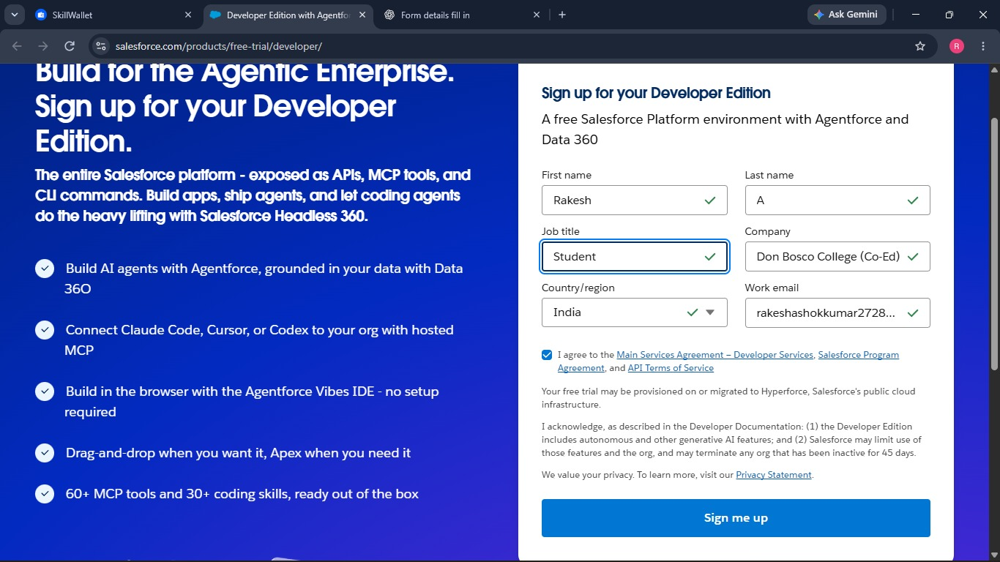 SkillWallet
Developer Edition with Agentfo
Form details fill in
Ask Gemini
salesforce.com/products/free-trial/developer/
R
Build for the Agentic Enterprise.
Sign up for your Developer
Edition.
The entire Salesforce platform - exposed as APIs, MCP tools, and
CLI commands. Build apps, ship agents, and let coding agents
do the heavy lifting with Salesforce Headless 360.
Build AI agents with Agentforce, grounded in your data with Data
360
Connect Claude Code, Cursor, or Codex to your org with hosted
MCP
Build in the browser with the Agentforce Vibes IDE - no setup
required
Drag-and-drop when you want it, Apex when you need it
60+ MCP tools and 30+ coding skills, ready out of the box
Sign up for your Developer Edition
A free Salesforce Platform environment with Agentforce and
Data 360
First name
Last name
Rakesh
A
Job title
Company
Student
Don Bosco College (Co-Ed)
Country/region
Work email
India
rakeshashokkumar2728...
I agree to the Main Services Agreement – Developer Services, Salesforce Program
Agreement, and API Terms of Service
Your free trial may be provisioned on or migrated to Hyperforce, Salesforce's public cloud
infrastructure.
I acknowledge, as described in the Developer Documentation: (1) the Developer Edition
includes autonomous and other generative AI features; and (2) Salesforce may limit use of
those features and the org, and may terminate any org that has been inactive for 45 days.
We value your privacy. To learn more, visit our Privacy Statement.
Sign me up